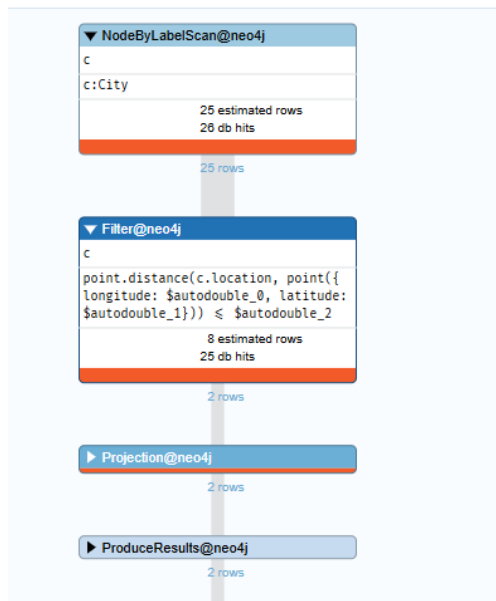 ▼ NodeByLabelScan@neo4j
c
c:City
25 estimated rows
26 db hits
25 rows
▼ Filter@neo4j
c
point.distance(c.location, point({
longitude: $autodouble_0, latitude:
$autodouble_1})) ⩽ $autodouble_2
8 estimated rows
25 db hits
2 rows
▶ Projection@neo4j
2 rows
▶ ProduceResults@neo4j
2 rows